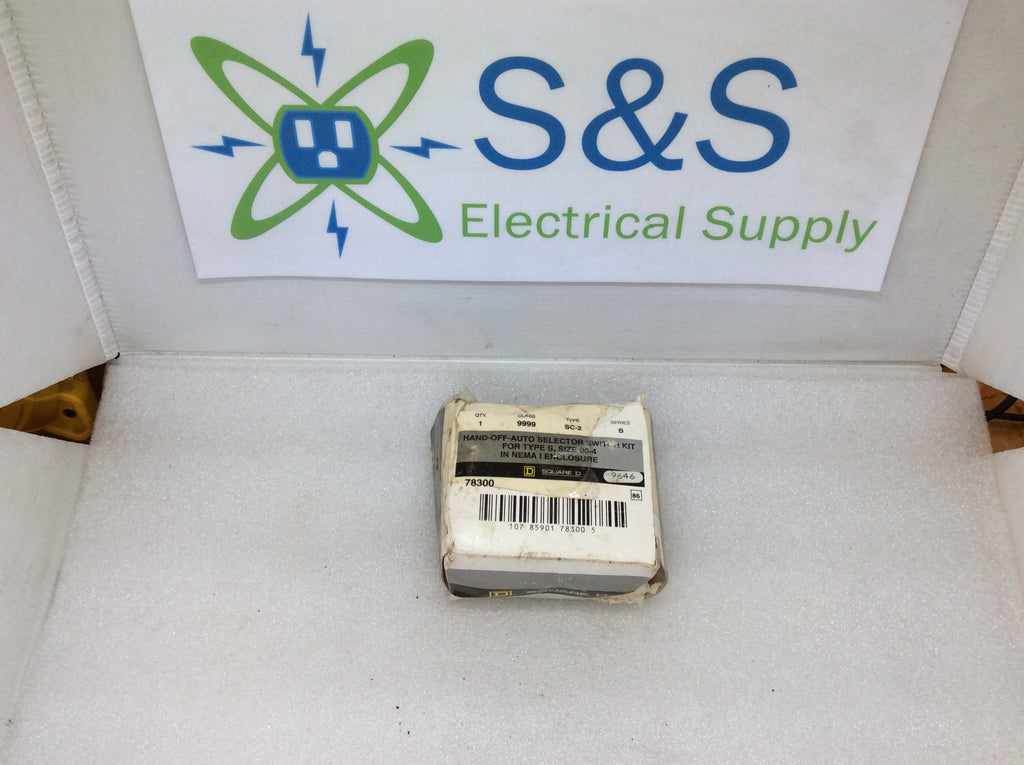 S&S
Electrical Supply
QTY. CLASS TYPE SERIES
1 9999 SC-2 B
HAND-OFF-AUTO SELECTOR SWITCH KIT
FOR TYPE S, SIZE 00-4
IN NEMA I ENCLOSURE
D SQUARE D 9646
78300
86
107 85901 78300 5
D SQUARE D